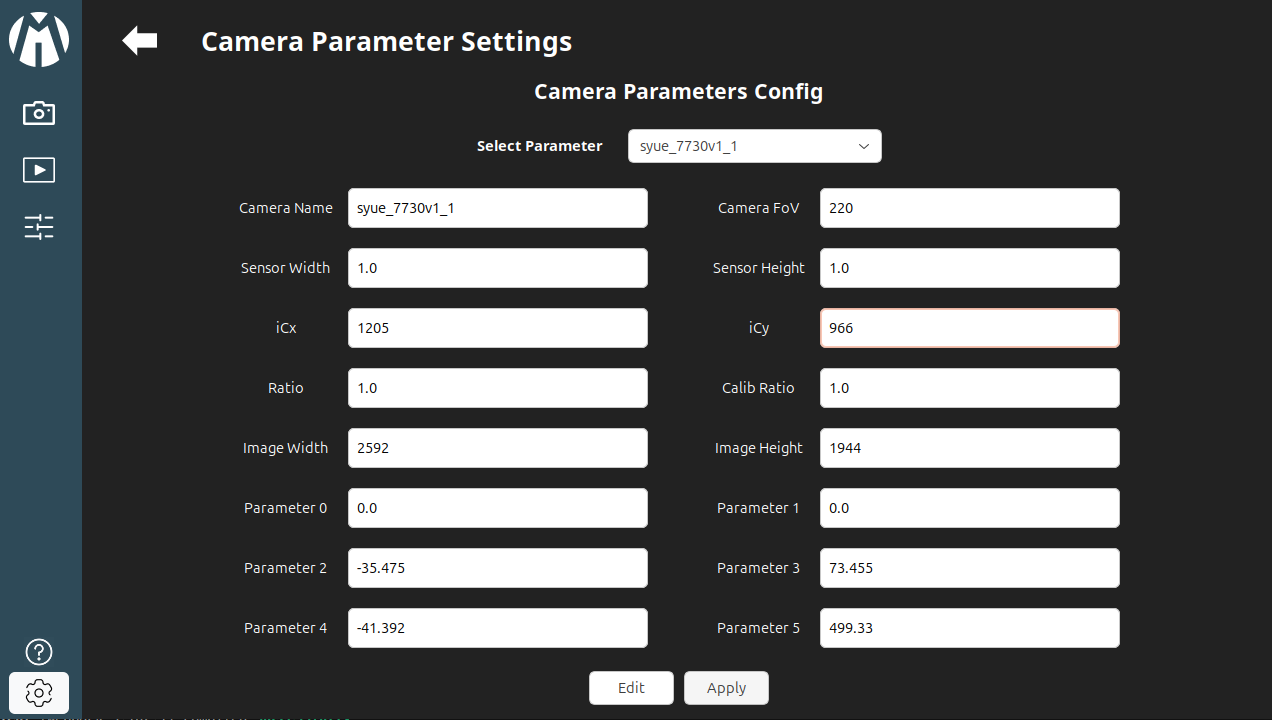 Camera Parameter Settings
Camera Parameters Config
Select Parameter syue_7730v1_1
Camera Name syue_7730v1_1 Camera FoV 220
Sensor Width 1.0 Sensor Height 1.0
iCx 1205 iCy 966
Ratio 1.0 Calib Ratio 1.0
Image Width 2592 Image Height 1944
Parameter 0 0.0 Parameter 1 0.0
Parameter 2 -35.475 Parameter 3 73.455
Parameter 4 -41.392 Parameter 5 499.33
Edit Apply